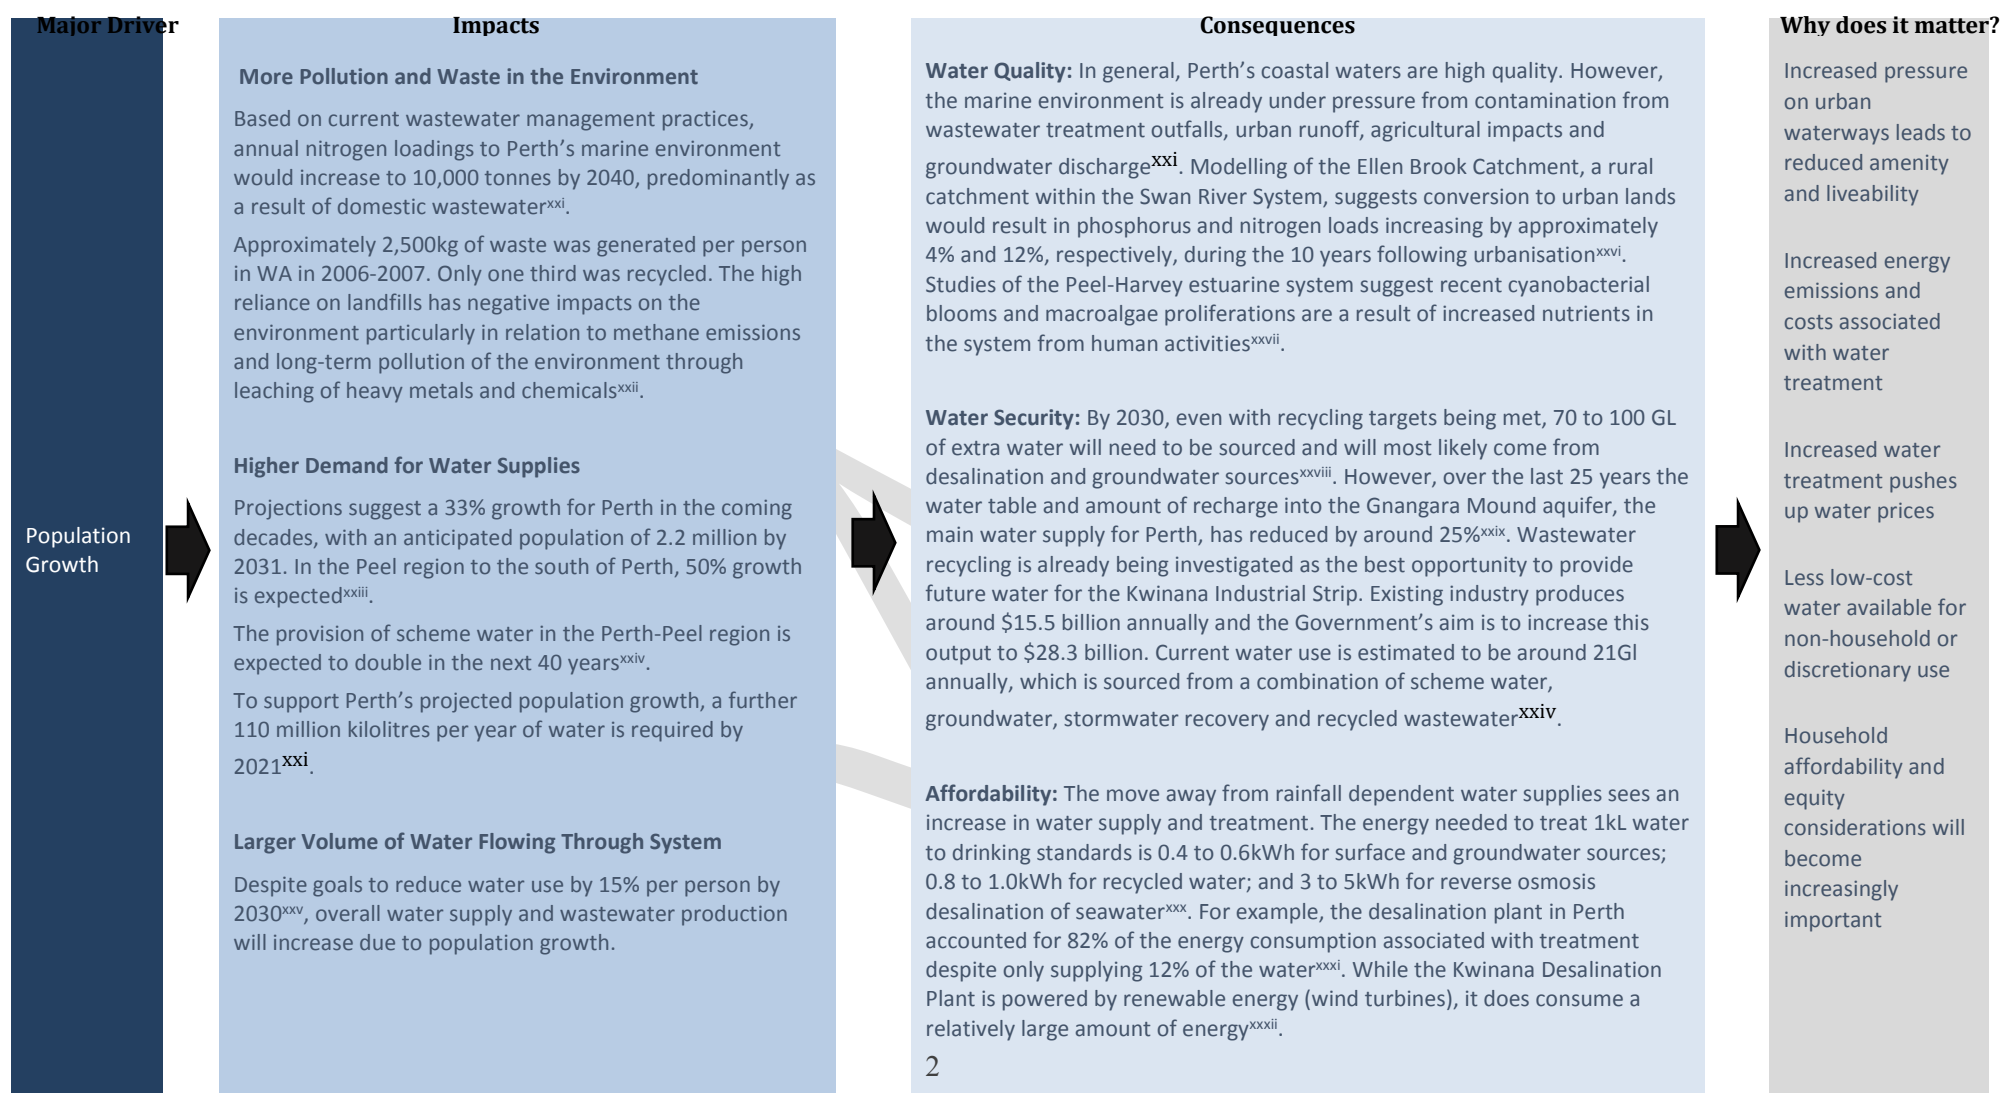 Major Driver
Impacts
Consequences
Why does it matter?
Population
Growth
More Pollution and Waste in the Environment
Based on current wastewater management practices,
annual nitrogen loadings to Perth’s marine environment
would increase to 10,000 tonnes by 2040, predominantly as
a result of domestic wastewaterxxi.
Approximately 2,500kg of waste was generated per person
in WA in 2006-2007. Only one third was recycled. The high
reliance on landfills has negative impacts on the
environment particularly in relation to methane emissions
and long-term pollution of the environment through
leaching of heavy metals and chemicalsxxii.
Higher Demand for Water Supplies
Projections suggest a 33% growth for Perth in the coming
decades, with an anticipated population of 2.2 million by
2031. In the Peel region to the south of Perth, 50% growth
is expectedxxiii.
The provision of scheme water in the Perth-Peel region is
expected to double in the next 40 yearsxxiv.
To support Perth’s projected population growth, a further
110 million kilolitres per year of water is required by
2021xxi.
Larger Volume of Water Flowing Through System
Despite goals to reduce water use by 15% per person by
2030xxv, overall water supply and wastewater production
will increase due to population growth.
Water Quality: In general, Perth’s coastal waters are high quality. However,
the marine environment is already under pressure from contamination from
wastewater treatment outfalls, urban runoff, agricultural impacts and
groundwater dischargexxi. Modelling of the Ellen Brook Catchment, a rural
catchment within the Swan River System, suggests conversion to urban lands
would result in phosphorus and nitrogen loads increasing by approximately
4% and 12%, respectively, during the 10 years following urbanisationxxvi.
Studies of the Peel-Harvey estuarine system suggest recent cyanobacterial
blooms and macroalgae proliferations are a result of increased nutrients in
the system from human activitiesxxvii.
Water Security: By 2030, even with recycling targets being met, 70 to 100 GL
of extra water will need to be sourced and will most likely come from
desalination and groundwater sourcesxxviii. However, over the last 25 years the
water table and amount of recharge into the Gnangara Mound aquifer, the
main water supply for Perth, has reduced by around 25%xxix. Wastewater
recycling is already being investigated as the best opportunity to provide
future water for the Kwinana Industrial Strip. Existing industry produces
around $15.5 billion annually and the Government’s aim is to increase this
output to $28.3 billion. Current water use is estimated to be around 21Gl
annually, which is sourced from a combination of scheme water,
groundwater, stormwater recovery and recycled wastewaterxxiv.
Affordability: The move away from rainfall dependent water supplies sees an
increase in water supply and treatment. The energy needed to treat 1kL water
to drinking standards is 0.4 to 0.6kWh for surface and groundwater sources;
0.8 to 1.0kWh for recycled water; and 3 to 5kWh for reverse osmosis
desalination of seawaterxxx. For example, the desalination plant in Perth
accounted for 82% of the energy consumption associated with treatment
despite only supplying 12% of the waterxxxi. While the Kwinana Desalination
Plant is powered by renewable energy (wind turbines), it does consume a
relatively large amount of energyxxxii.
2
Increased pressure
on urban
waterways leads to
reduced amenity
and liveability
Increased energy
emissions and
costs associated
with water
treatment
Increased water
treatment pushes
up water prices
Less low-cost
water available for
non-household or
discretionary use
Household
affordability and
equity
considerations will
become
increasingly
important